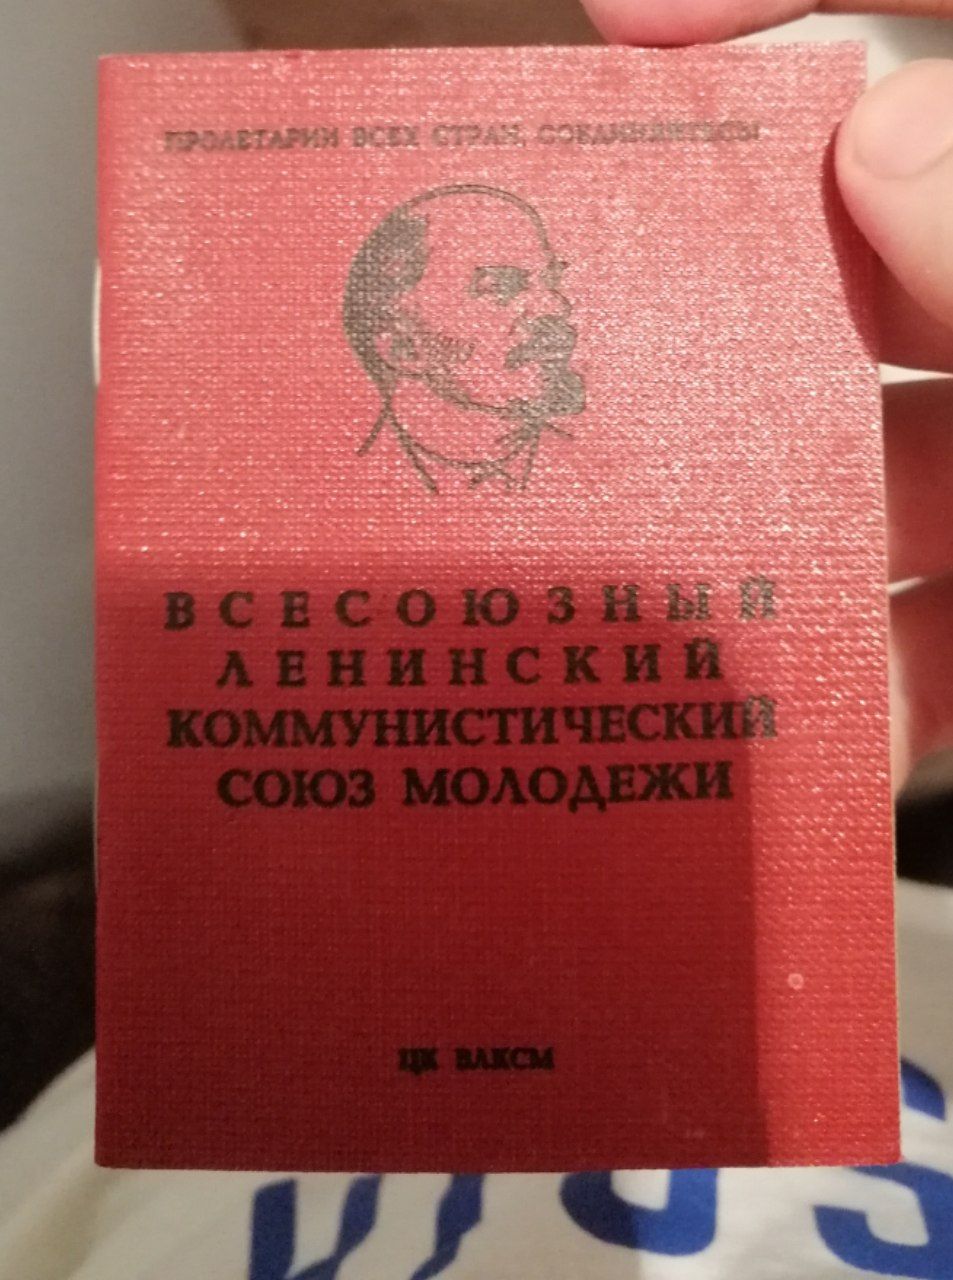 ПРОЛЕТАРИИ ВСЕХ СТРАН, СОЕДИНЯЙТЕСЬ!
ВСЕСОЮЗНЫЙ
ЛЕНИНСКИЙ
КОММУНИСТИЧЕСКИЙ
СОЮЗ МОЛОДЕЖИ
ЦК ВЛКСМ